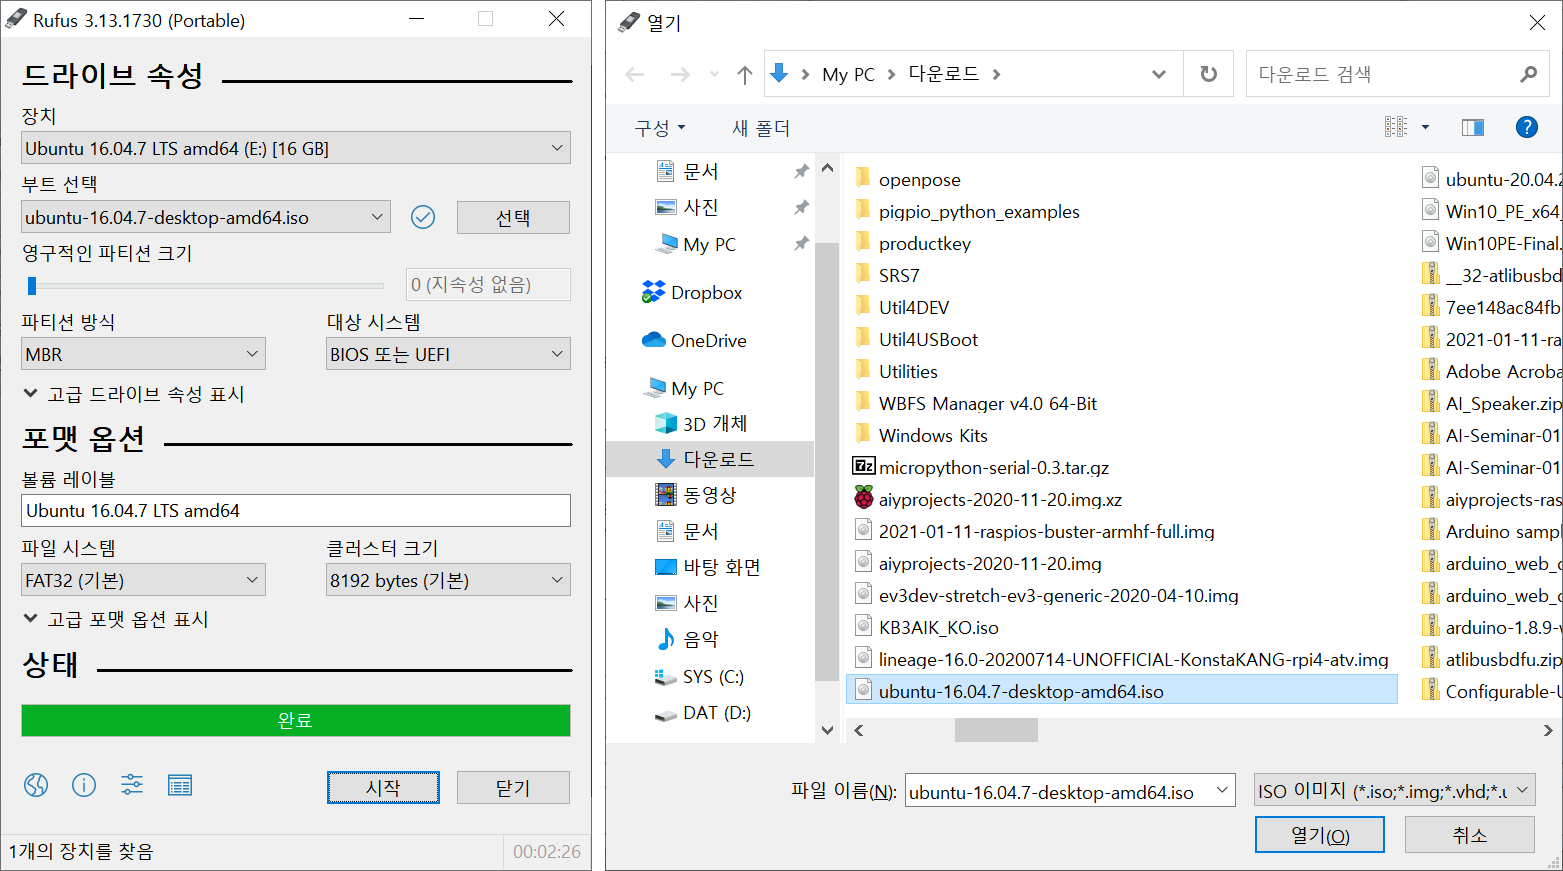 Rufus 3.13.1730 (Portable)
드라이브 속성
장치
Ubuntu 16.04.7 LTS amd64 (E:) [16 GB]
부트 선택
ubuntu-16.04.7-desktop-amd64.iso
선택
영구적인 파티션 크기
0 (지속성 없음)
파티션 방식
대상 시스템
MBR
BIOS 또는 UEFI
고급 드라이브 속성 표시
포맷 옵션
볼륨 레이블
Ubuntu 16.04.7 LTS amd64
파일 시스템
클러스터 크기
FAT32 (기본)
8192 bytes (기본)
고급 포맷 옵션 표시
상태
완료
시작
닫기
1개의 장치를 찾음
00:02:26
열기
My PC
다운로드
다운로드 검색
구성
새 폴더
문서
사진
My PC
Dropbox
OneDrive
My PC
3D 개체
다운로드
동영상
문서
바탕 화면
사진
음악
SYS (C:)
DAT (D:)
openpose
pigpio_python_examples
productkey
SRS7
Util4DEV
Util4USBoot
Utilities
WBFS Manager v4.0 64-Bit
Windows Kits
micropython-serial-0.3.tar.gz
aiyprojects-2020-11-20.img.xz
2021-01-11-raspios-buster-armhf-full.img
aiyprojects-2020-11-20.img
ev3dev-stretch-ev3-generic-2020-04-10.img
KB3AIK_KO.iso
lineage-16.0-20200714-UNOFFICIAL-KonstaKANG-rpi4-atv.img
ubuntu-16.04.7-desktop-amd64.iso
ubuntu-20.04.2
Win10_PE_x64_
Win10PE-Final.
__32-atlibusbd
7ee148ac84fb
2021-01-11-ra
Adobe Acroba
AI_Speaker.zip
AI-Seminar-01
AI-Seminar-01
aiyprojects-ras
Arduino sampl
arduino_web_c
arduino_web_c
arduino-1.8.9-w
atlibusbdfu.zip
Configurable-U
파일 이름(N):
ubuntu-16.04.7-desktop-amd64.iso
ISO 이미지 (*.iso;*.img;*.vhd;*.u
열기(O)
취소